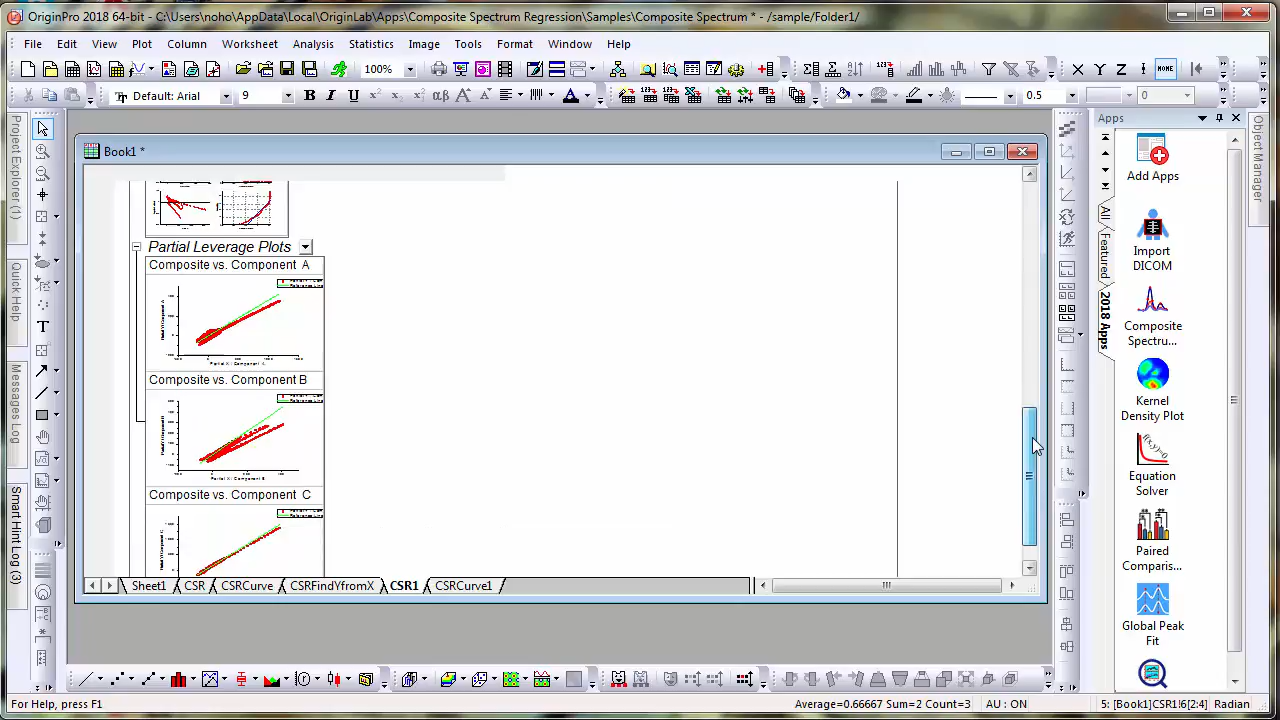 OriginPro 2018 64-bit - C:\Users\noho\AppData\Local\OriginLab\Apps\Composite Spectrum Regression\Samples\Composite Spectrum * - /sample/Folder1/
File Edit View Plot Column Worksheet Analysis Statistics Image Tools Format Window Help
100% X Y Z NONE
Default: Arial 9 B I U αβ A A A 0.5 0
Project Explorer (1)
Quick Help
Messages Log
Smart Hint Log (3)
Book1 *
Partial Leverage Plots
Composite vs. Component A
Composite vs. Component B
Composite vs. Component C
Sheet1 CSR CSRCurve CSRFindYfromX CSR1 CSRCurve1
Apps
All
Featured
2018 Apps
Add Apps
Import
DICOM
Composite
Spectru...
Kernel
Density Plot
Equation
Solver
Paired
Comparis...
Global Peak
Fit
Object Manager
For Help, press F1
Average=0.66667 Sum=2 Count=3 AU : ON 5: [Book1]CSR1!6[2:4] Radian